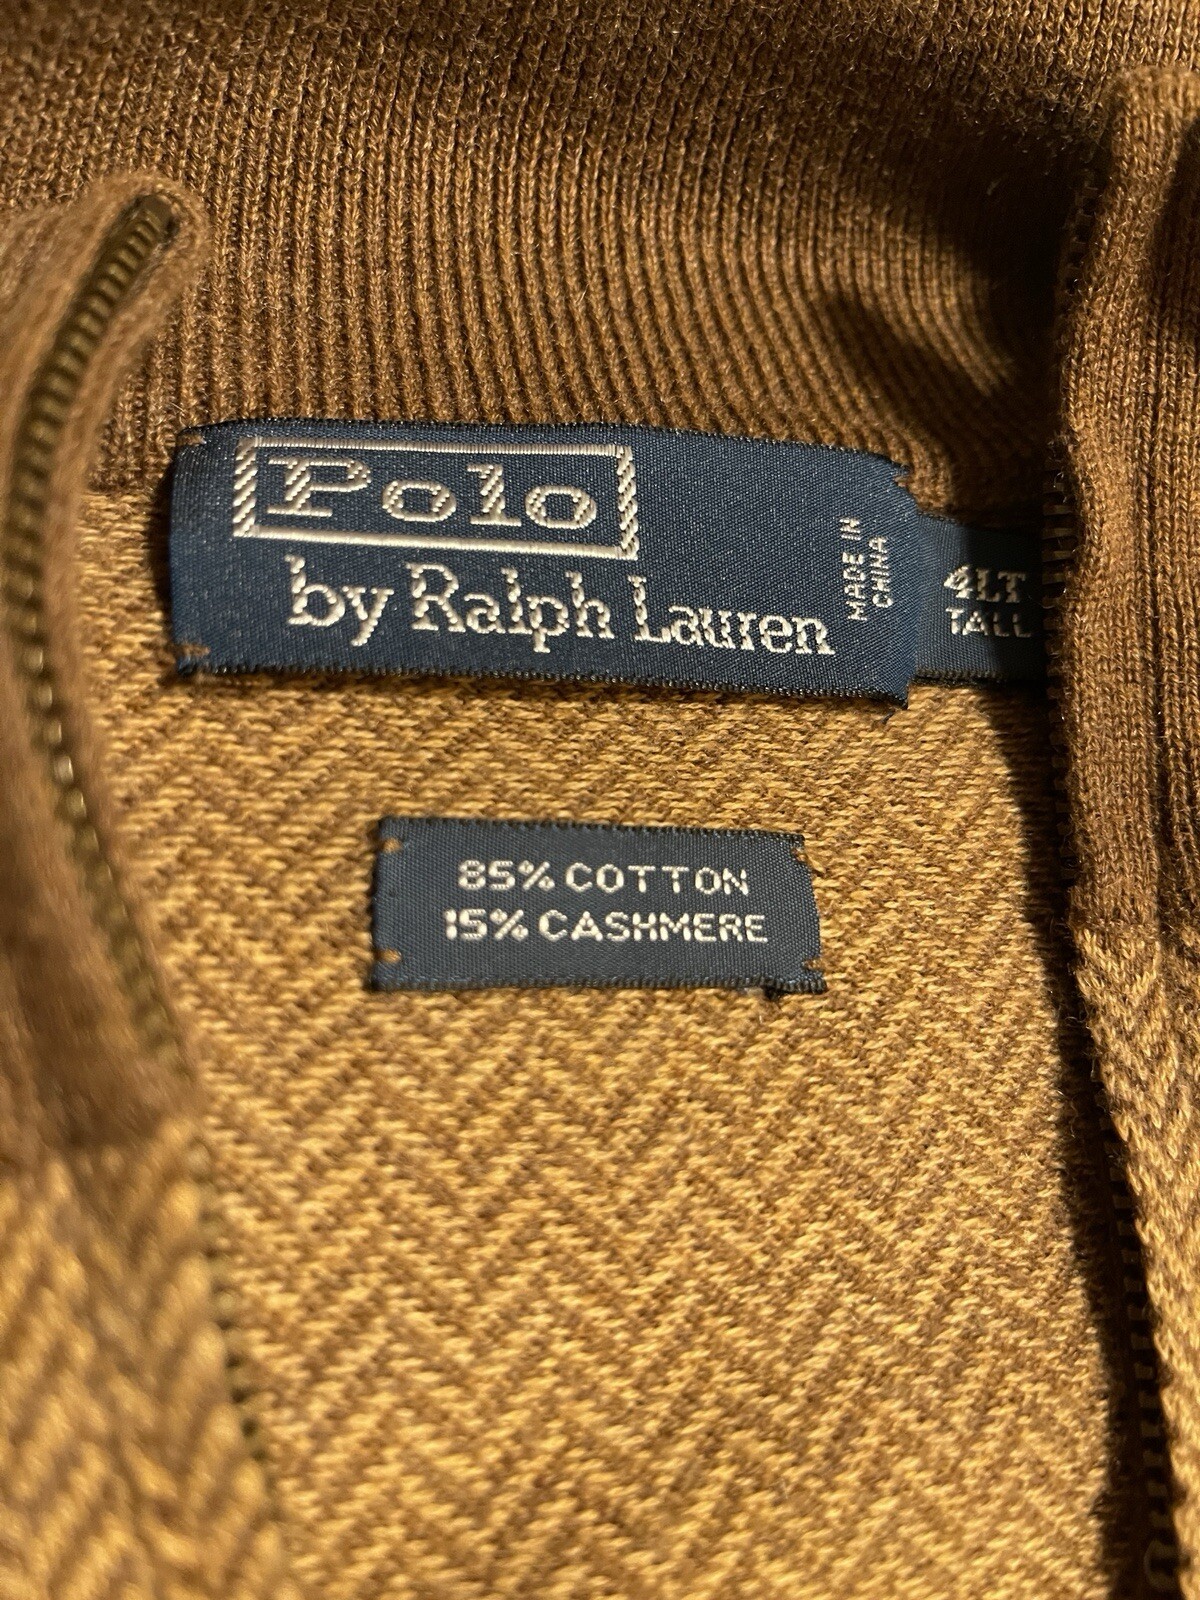 Polo
by Ralph Lauren
MADE IN
CHINA
4LT
TALL
85% COTTON
15% CASHMERE